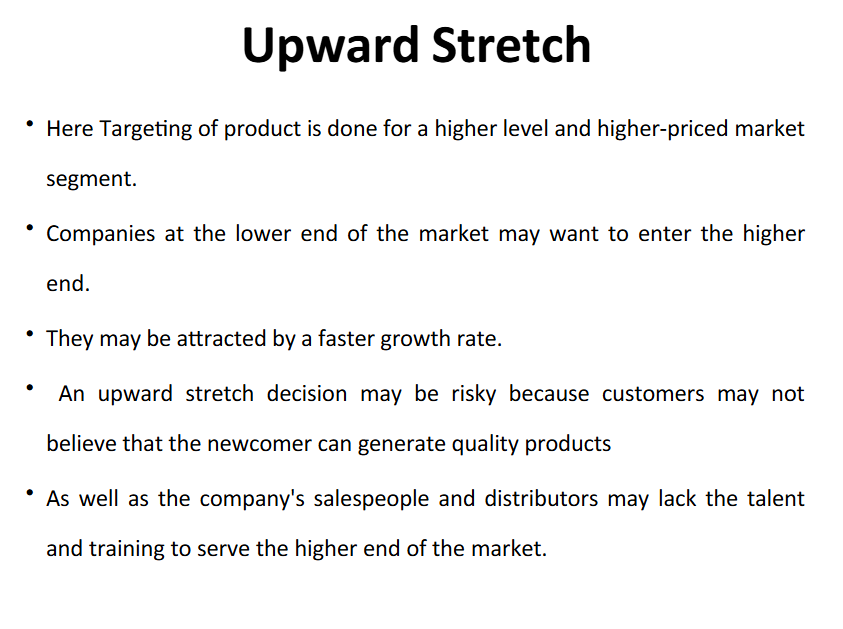 Upward Stretch
• Here Targeting of product is done for a higher level and higher-priced market
segment.
• Companies at the lower end of the market may want to enter the higher
end.
• They may be attracted by a faster growth rate.
• An upward stretch decision may be risky because customers may not
believe that the newcomer can generate quality products
• As well as the company's salespeople and distributors may lack the talent
and training to serve the higher end of the market.